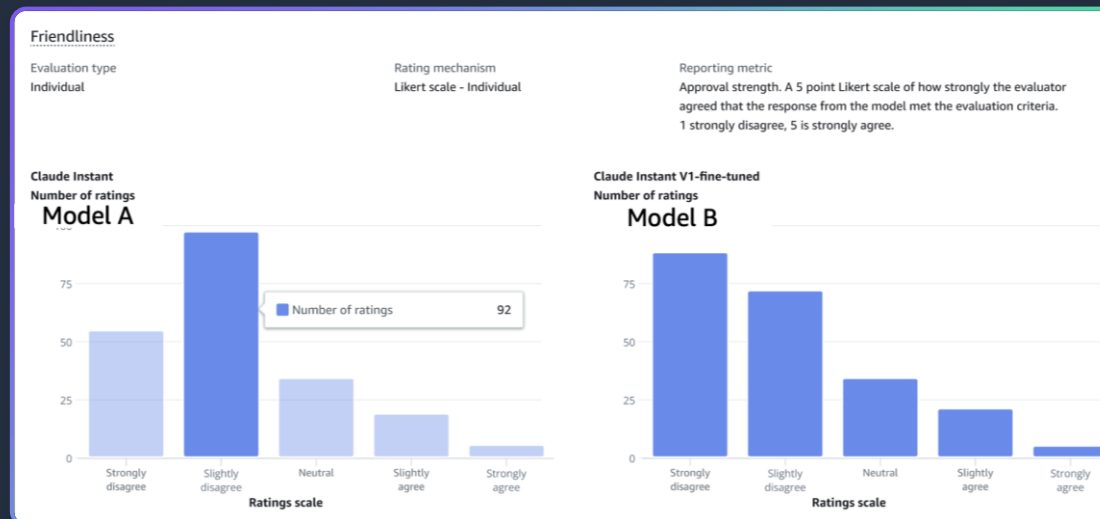 Friendliness
Evaluation type
Individual
Rating mechanism
Likert scale - Individual
Reporting metric
Approval strength. A 5 point Likert scale of how strongly the evaluator
agreed that the response from the model met the evaluation criteria.
1 strongly disagree, 5 is strongly agree.
Claude Instant
Number of ratings
Model A
75
50
25
0
Number of ratings 92
Strongly disagree
Slightly disagree
Neutral
Slightly agree
Strongly agree
Ratings scale
Claude Instant V1-fine-tuned
Number of ratings
Model B
75
50
25
0
Strongly disagree
Slightly disagree
Neutral
Slightly agree
Strongly agree
Ratings scale